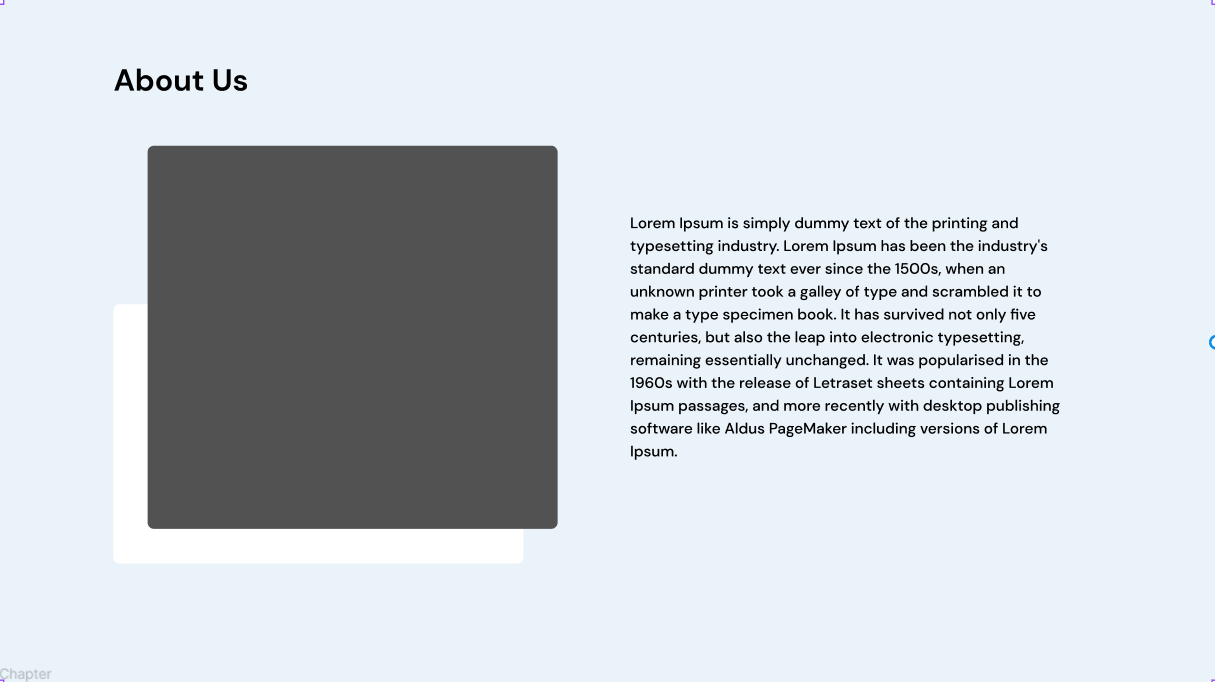 About Us
Lorem Ipsum is simply dummy text of the printing and
typesetting industry. Lorem Ipsum has been the industry's
standard dummy text ever since the 1500s, when an
unknown printer took a galley of type and scrambled it to
make a type specimen book. It has survived not only five
centuries, but also the leap into electronic typesetting,
remaining essentially unchanged. It was popularised in the
1960s with the release of Letraset sheets containing Lorem
Ipsum passages, and more recently with desktop publishing
software like Aldus PageMaker including versions of Lorem
Ipsum.
Chapter